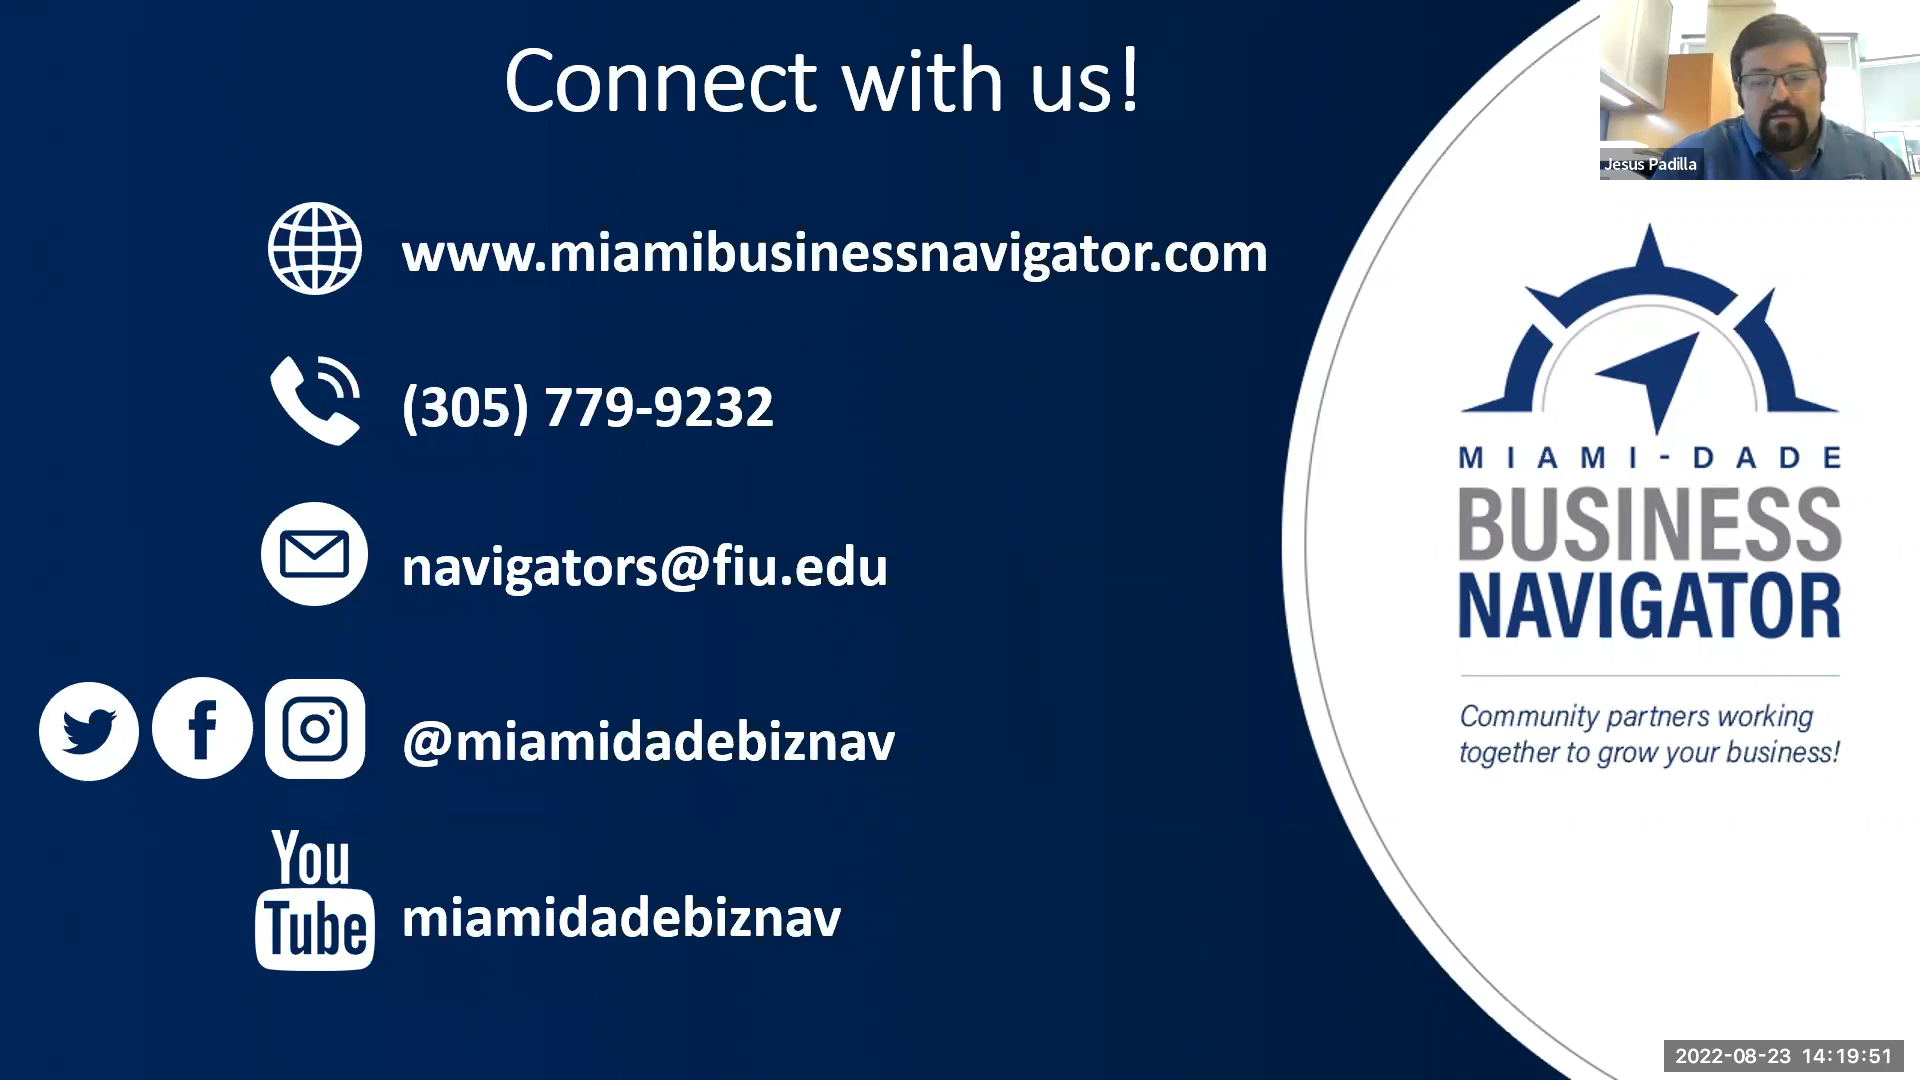 Connect with us!
Jesus Padilla
www.miamibusinessnavigator.com
(305) 779-9232
navigators@fiu.edu
@miamidadebiznav
You
Tube
miamidadebiznav
MIAMI-DADE
BUSINESS
NAVIGATOR
Community partners working
together to grow your business!
2022-08-23 14:19:51